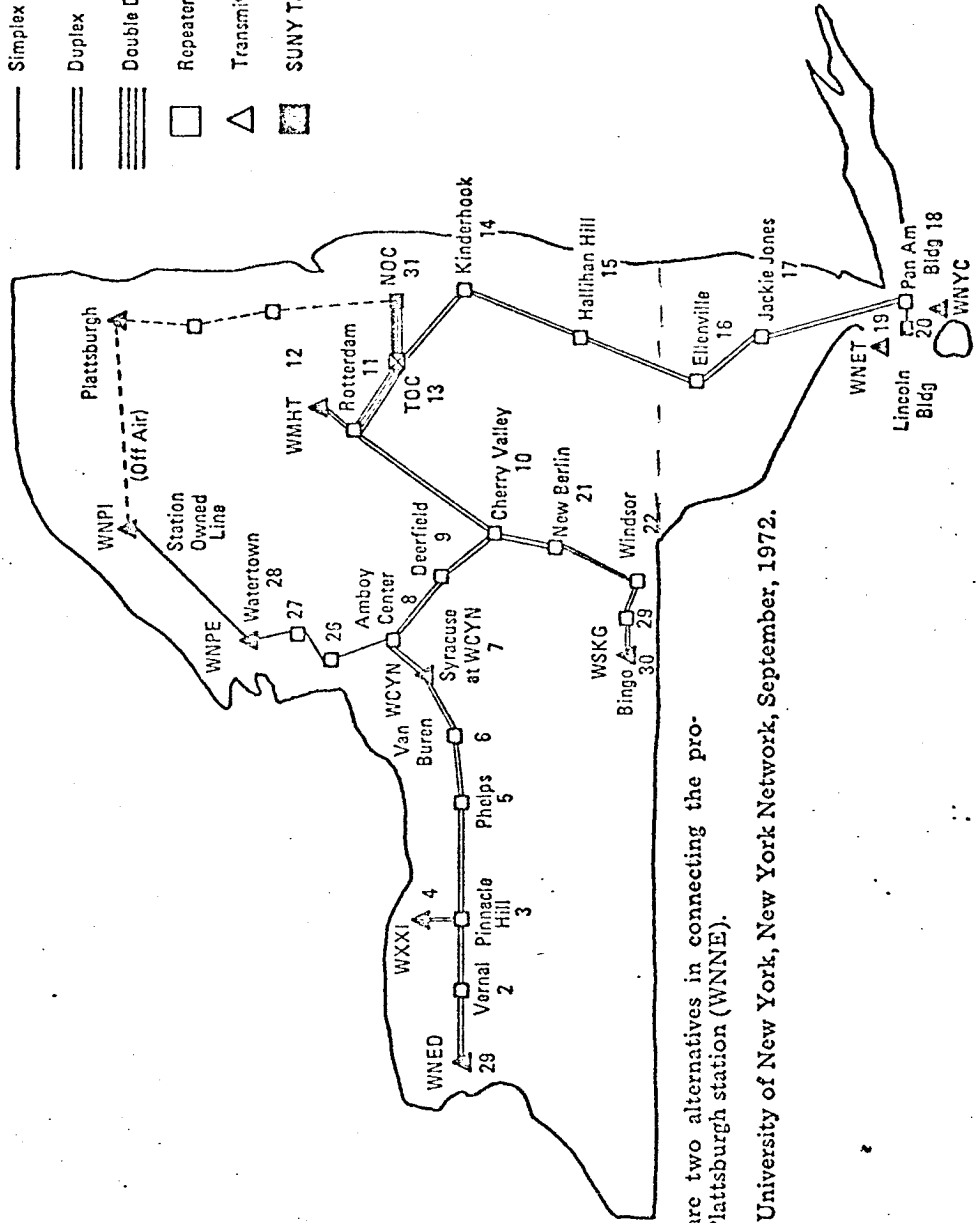 Simplex
Duplex
Double D
Repeater
Transmit
SUNY T
Plattsburgh
(Off Air)
WNPI
Station
Owned
Line
WNPE
Watertown
28
27
26
12
WMHT
Rotterdam
11
NOC
31
TOC
13
Kinderhook
14
Amboy
Center
8
Deerfield
9
Cherry Valley
10
New Berlin
21
Windsor
22
WSKG
29
Bingo
30
Hallihan Hill
15
Ellenville
16
Jackie Jones
17
WCYN
Syracuse
at WCYN
7
Van
Buren
6
Phelps
5
WXXI
4
Pinnacle
Hill
3
Varnal
2
WNED
29
WNET
19
Lincoln
Bldg
20
Pan Am
Bldg 18
WNYC
are two alternatives in connecting the pro-
Plattsburgh station (WNNE).
University of New York, New York Network, September, 1972.